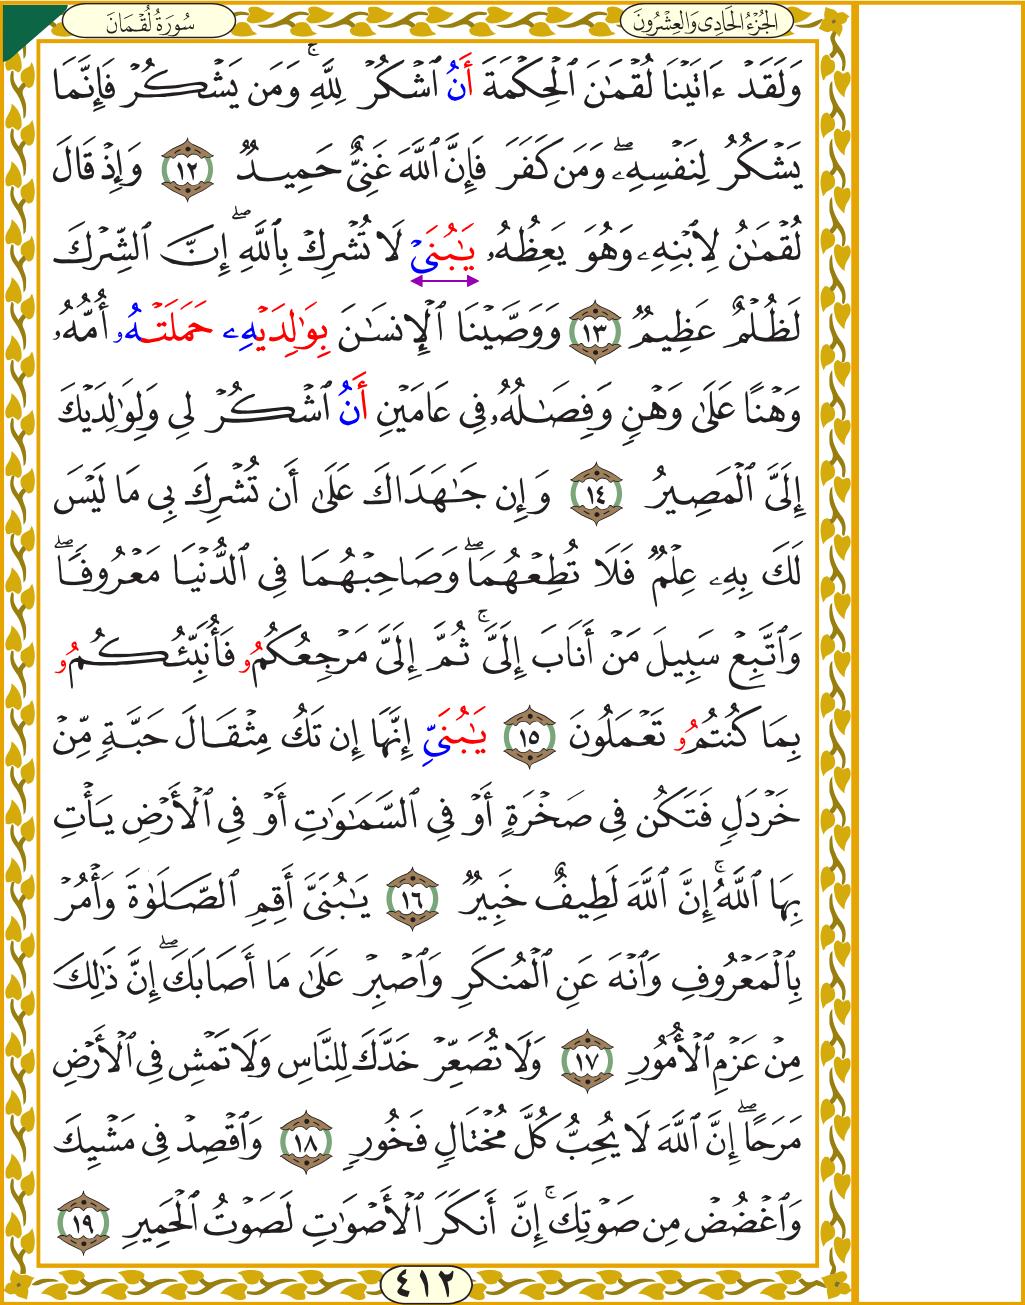 الجُزْءُ الحَادِي وَالعِشْرُونَ
سُورَةُ لُقْمَانَ
وَلَقَدْ ءَاتَيْنَا لُقْمَٰنَ ٱلْحِكْمَةَ أَنُ ٱشْكُرْ لِلَّهِۚ وَمَن يَشْكُرْ فَإِنَّمَا
يَشْكُرُ لِنَفْسِهِۦۖ وَمَن كَفَرَ فَإِنَّ ٱللَّهَ غَنِىٌّ حَمِيدٌ ١٢ وَإِذْ قَالَ
لُقْمَٰنُ لِٱبْنِهِۦ وَهُوَ يَعِظُهُۥ يَٰبُنَىْ لَا تُشْرِكْ بِٱللَّهِۖ إِنَّ ٱلشِّرْكَ
لَظُلْمٌ عَظِيمٌ ١٣ وَوَصَّيْنَا ٱلْإِنسَٰنَ بِوَٰلِدَيْهِۦ حَمَلَتْهُۥ أُمُّهُۥ
وَهْنًا عَلَىٰ وَهْنٍ وَفِصَٰلُهُۥ فِى عَامَيْنِ أَنُ ٱشْكُرْ لِى وَلِوَٰلِدَيْكَ
إِلَىَّ ٱلْمَصِيرُ ١٤ وَإِن جَٰهَدَاكَ عَلَىٰ أَن تُشْرِكَ بِى مَا لَيْسَ
لَكَ بِهِۦ عِلْمٌ فَلَا تُطِعْهُمَاۖ وَصَاحِبْهُمَا فِى ٱلدُّنْيَا مَعْرُوفًاۖ
وَٱتَّبِعْ سَبِيلَ مَنْ أَنَابَ إِلَىَّۚ ثُمَّ إِلَىَّ مَرْجِعُكُمُۥ فَأُنَبِّئُكُمُۥ
بِمَا كُنتُمُۥ تَعْمَلُونَ ١٥ يَٰبُنَىِّ إِنَّهَا إِن تَكُ مِثْقَالَ حَبَّةٍ مِّنْ
خَرْدَلٍ فَتَكُن فِى صَخْرَةٍ أَوْ فِى ٱلسَّمَٰوَٰتِ أَوْ فِى ٱلْأَرْضِ يَأْتِ
بِهَا ٱللَّهُۚ إِنَّ ٱللَّهَ لَطِيفٌ خَبِيرٌ ١٦ يَٰبُنَىَّ أَقِمِ ٱلصَّلَوٰةَ وَأْمُرْ
بِٱلْمَعْرُوفِ وَٱنْهَ عَنِ ٱلْمُنكَرِ وَٱصْبِرْ عَلَىٰ مَا أَصَابَكَۖ إِنَّ ذَٰلِكَ
مِنْ عَزْمِ ٱلْأُمُورِ ١٧ وَلَا تُصَعِّرْ خَدَّكَ لِلنَّاسِ وَلَا تَمْشِ فِى ٱلْأَرْضِ
مَرَحًاۖ إِنَّ ٱللَّهَ لَا يُحِبُّ كُلَّ مُخْتَالٍ فَخُورٍ ١٨ وَٱقْصِدْ فِى مَشْيِكَ
وَٱغْضُضْ مِن صَوْتِكَۚ إِنَّ أَنكَرَ ٱلْأَصْوَٰتِ لَصَوْتُ ٱلْحَمِيرِ ١٩
٤١٢